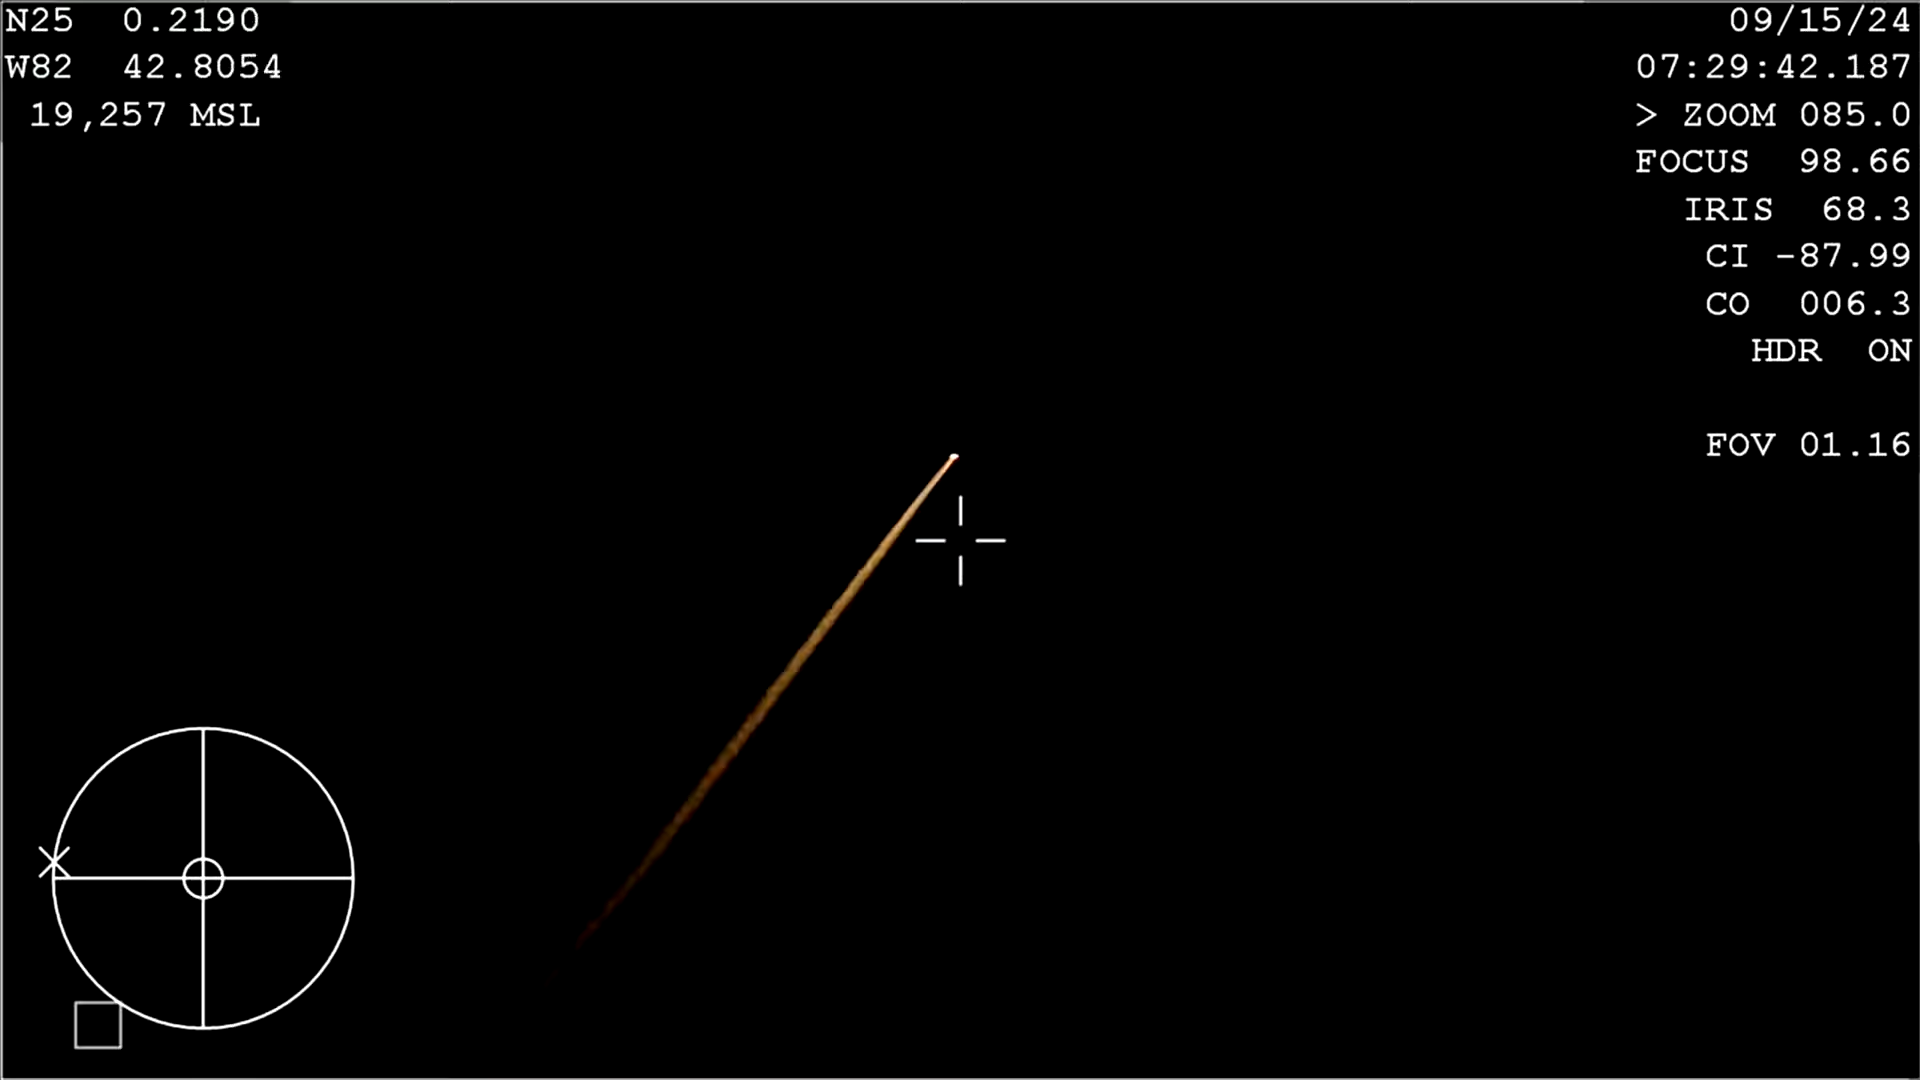 N25 0.2190
W82 42.8054
19,257 MSL
09/15/24
07:29:42.187
> ZOOM 085.0
FOCUS 98.66
IRIS 68.3
CI -87.99
CO 006.3
HDR ON
FOV 01.16